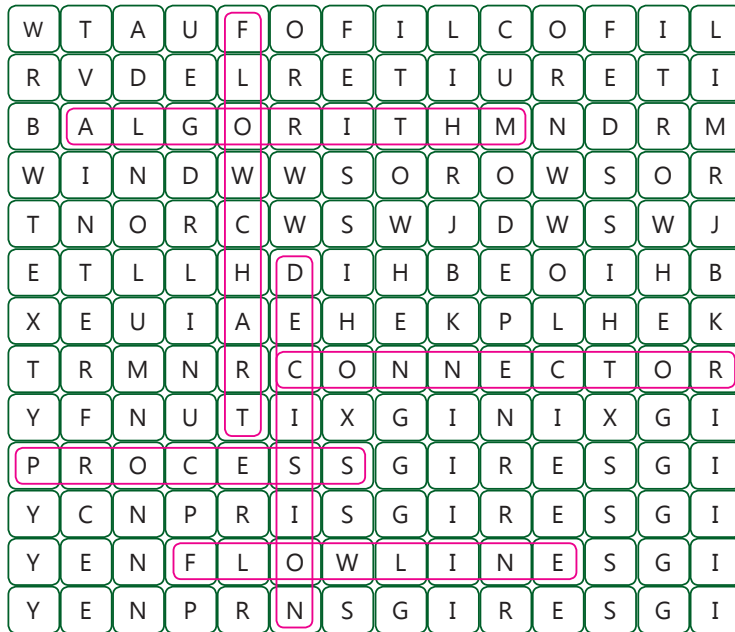 W T A U F O F I L C O F I L
R V D E L R E T I U R E T I
B A L G O R I T H M N D R M
W I N D W W S O R O W S O R
T N O R C W S W J D W S W J
E T L L H D I H B E O I H B
X E U I A E H E K P L H E K
T R M N R C O N N E C T O R
Y F N U T I X G I N I X G I
P R O C E S S G I R E S G I
Y C N P R I S G I R E S G I
Y E N F L O W L I N E S G I
Y E N P R N S G I R E S G I